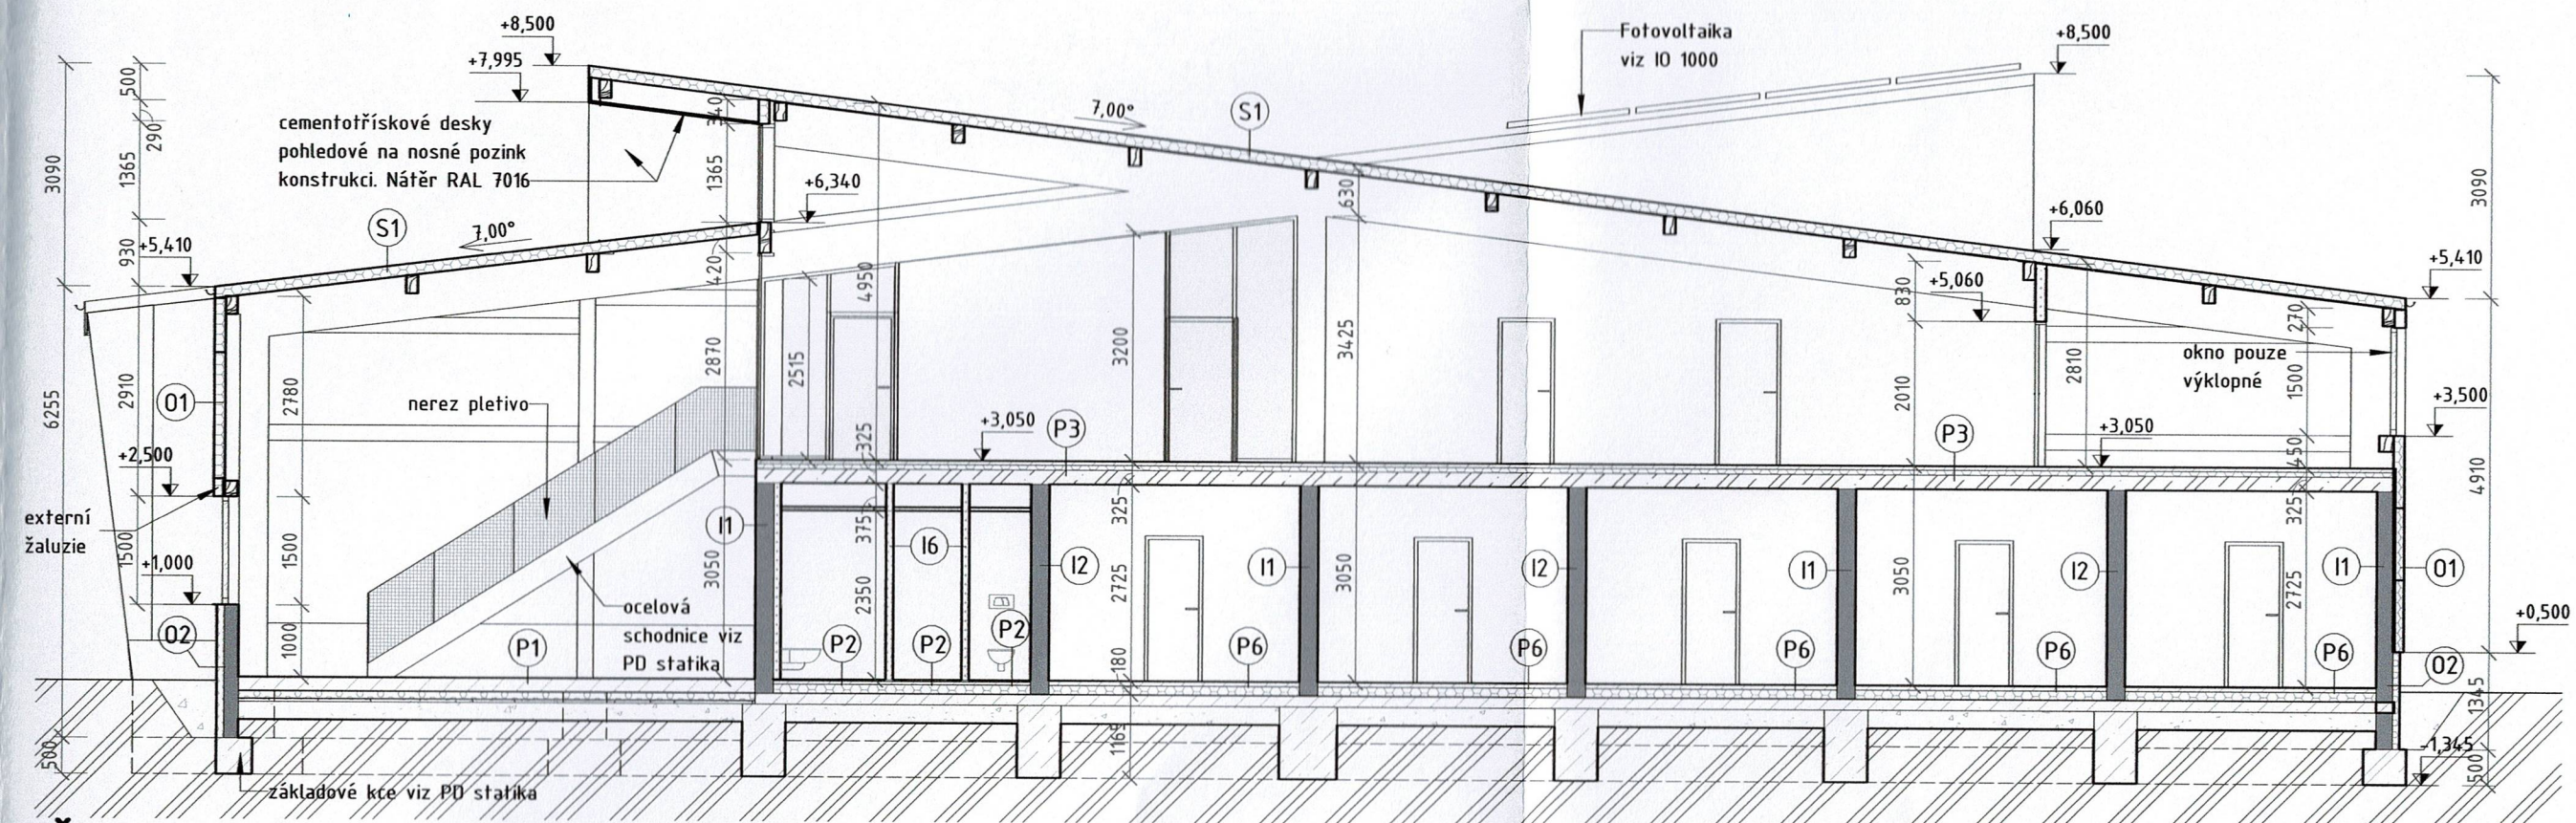 +8,500
+7,995
Fotovoltaika
viz IO 1000
+8,500
cementotřískové desky
pohledové na nosné pozink
konstrukci. Nátěr RAL 7016
7,00°
S1
500
290
1365
3090
930
340
1365
+6,340
S1
7,00°
+5,410
630
+6,060
3090
+5,410
420
4950
830
+5,060
270
okno pouze
výklopné
6255
2910
O1
2780
nerez pletivo
2870
2515
3200
3425
2010
2810
1500
+3,500
+2,500
325
+3,050
P3
P3
+3,050
450
4910
externí
žaluzie
1500
+1,000
1500
I1
375
I6
325
I2
I1
I2
I1
I2
325
I1
O1
3050
2350
2725
3050
3050
2725
ocelová
schodnice viz
PD statika
O2
1000
P1
P2
P2
P2
180
P6
P6
P6
P6
P6
+0,500
O2
1345
500
1165
-1,345
500
základové kce viz PD statika